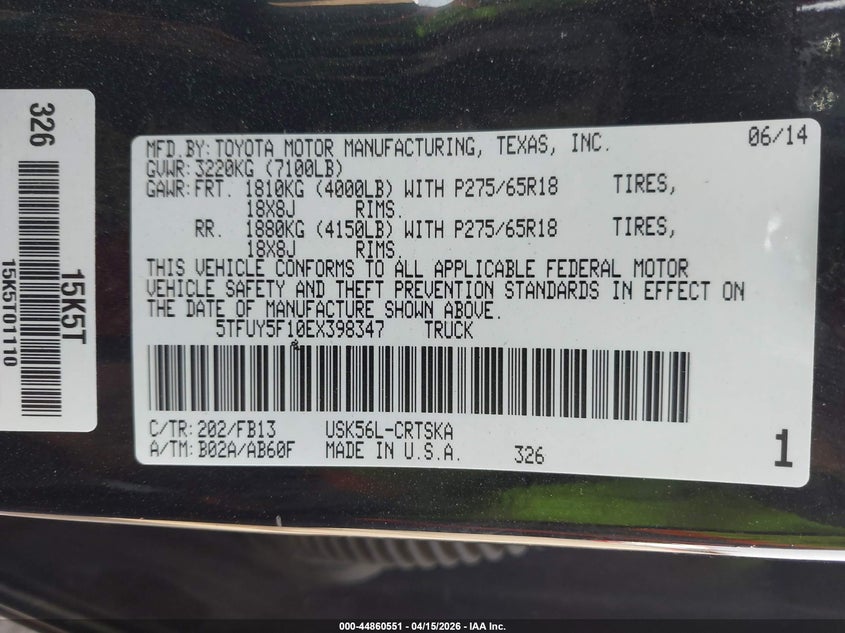 326
15K5T
15K5T01110
MFD.BY: TOYOTA MOTOR MANUFACTURING, TEXAS, INC. 06/14
GVWR: 3220KG (7100LB)
GAWR: FRT. 1810KG (4000LB) WITH P275/65R18 TIRES,
18X8J RIMS.
RR. 1880KG (4150LB) WITH P275/65R18 TIRES,
18X8J RIMS.
THIS VEHICLE CONFORMS TO ALL APPLICABLE FEDERAL MOTOR
VEHICLE SAFETY AND THEFT PREVENTION STANDARDS IN EFFECT ON
THE DATE OF MANUFACTURE SHOWN ABOVE.
5TFUY5F10EX398347 TRUCK
C/TR: 202/FB13 USK56L-CRTSKA
A/TM: B02A/AB60F MADE IN U.S.A. 326 1
000-44860551 - 04/15/2026 - IAA Inc.